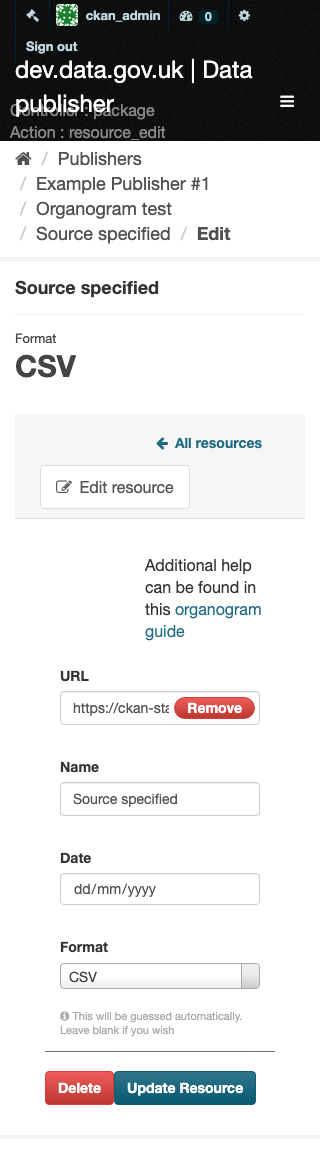 ckan_admin 0
Sign out
dev.data.gov.uk | Data
publisher
Controller : package
Action : resource_edit
/ Publishers
/ Example Publisher #1
/ Organogram test
/ Source specified / Edit
Source specified
Format
CSV
All resources
Edit resource
Additional help
can be found in
this organogram
guide
URL
https://ckan-sta Remove
Name
Source specified
Date
dd/mm/yyyy
Format
CSV
This will be guessed automatically.
Leave blank if you wish
Delete Update Resource